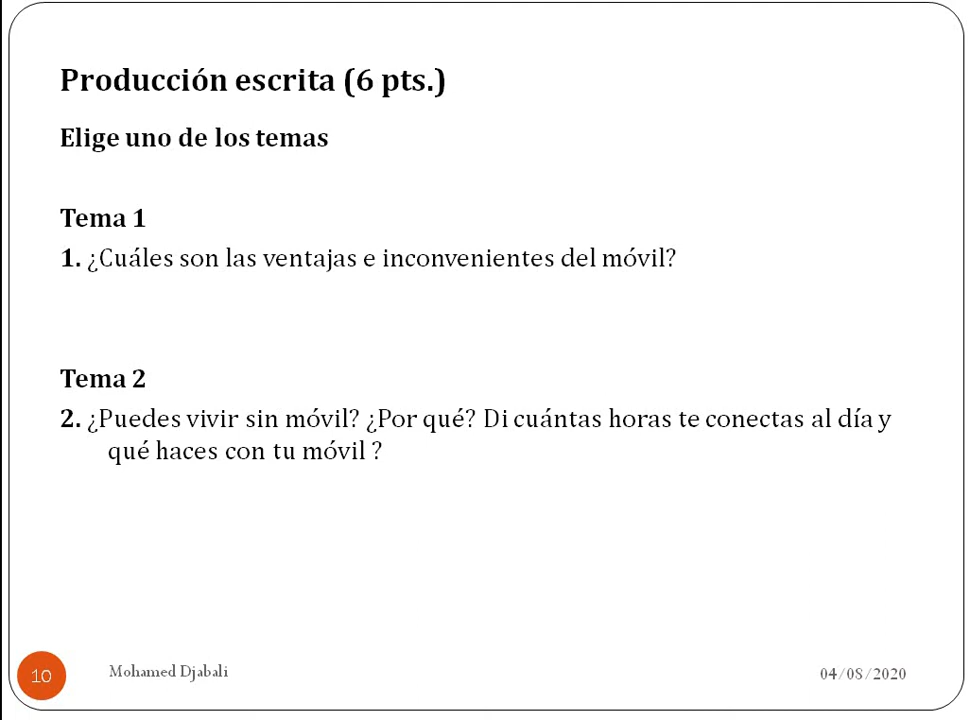 Producción escrita (6 pts.)
Elige uno de los temas
Tema 1
1. ¿Cuáles son las ventajas e inconvenientes del móvil?
Tema 2
2. ¿Puedes vivir sin móvil? ¿Por qué? Di cuántas horas te conectas al día y
qué haces con tu móvil ?
10
Mohamed Djabali
04/08/2020